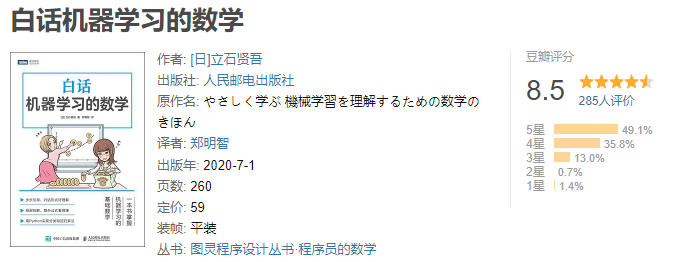 白话机器学习的数学
白话
机器学习的数学
一本书掌握
机器学习的
基础数学
作者: [日]立石贤吾
出版社: 人民邮电出版社
原作名: やさしく学ぶ 機械学習を理解するための数学の
きほん
译者: 郑明智
出版年: 2020-7-1
页数: 260
定价: 59
装帧: 平装
丛书: 图灵程序设计丛书·程序员的数学
豆瓣评分
8.5
285人评价
5星 49.1%
4星 35.8%
3星 13.0%
2星 0.7%
1星 1.4%